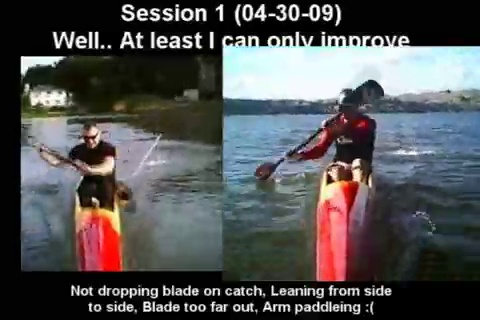 Session 1 (04-30-09)
Well.. At least I can only improve
Not dropping blade on catch, Leaning from side
to side, Blade too far out, Arm paddleing :(